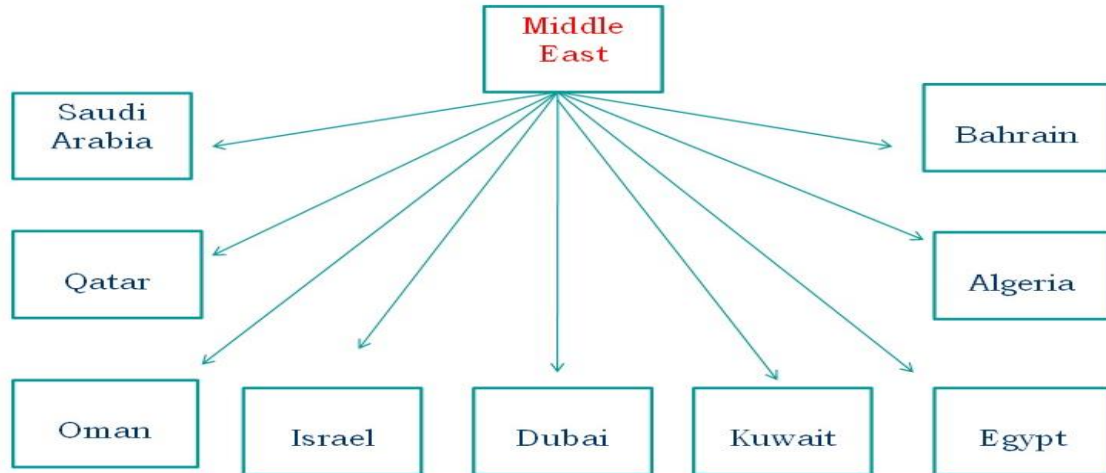 Middle
East
Saudi
Arabia
Bahrain
Qatar
Algeria
Oman
Israel
Dubai
Kuwait
Egypt